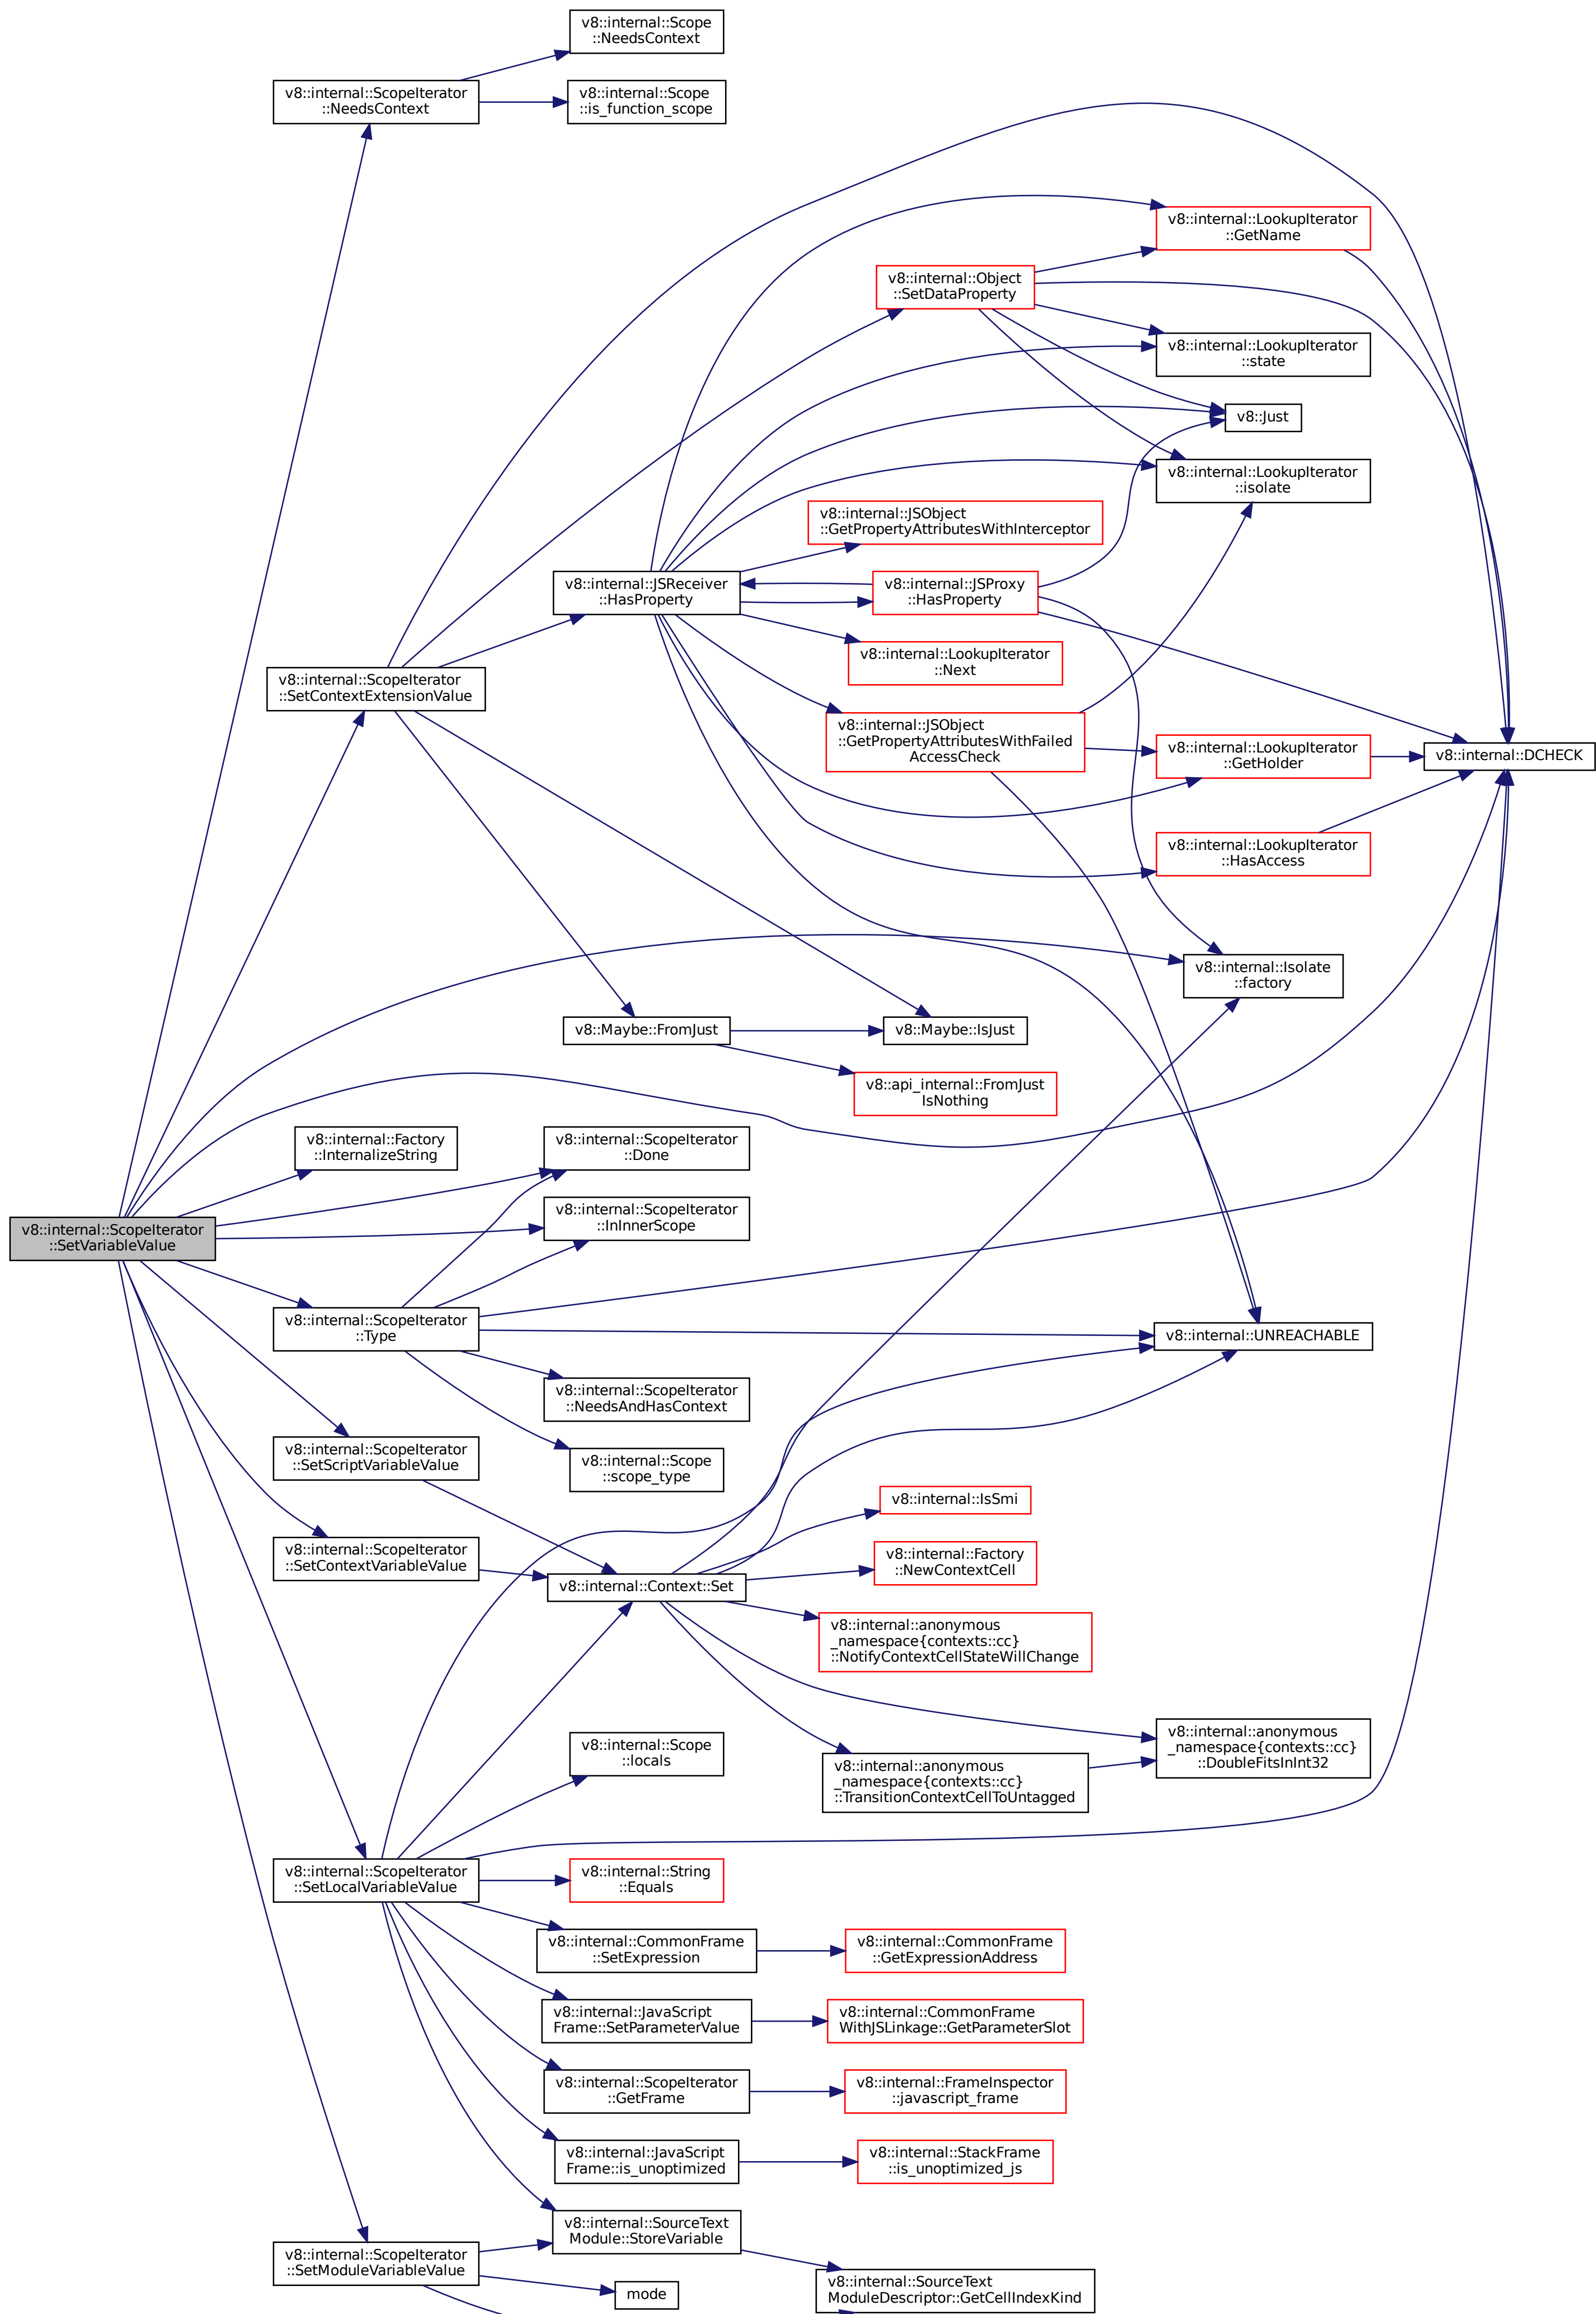 v8::internal::Scope
::NeedsContext
v8::internal::ScopeIterator
::NeedsContext
v8::internal::Scope
::is_function_scope
v8::internal::LookupIterator
::GetName
v8::internal::Object
::SetDataProperty
v8::internal::LookupIterator
::state
v8::Just
v8::internal::LookupIterator
::isolate
v8::internal::JSObject
::GetPropertyAttributesWithInterceptor
v8::internal::JSReceiver
::HasProperty
v8::internal::JSProxy
::HasProperty
v8::internal::LookupIterator
::Next
v8::internal::ScopeIterator
::SetContextExtensionValue
v8::internal::JSObject
::GetPropertyAttributesWithFailed
AccessCheck
v8::internal::LookupIterator
::GetHolder
v8::internal::DCHECK
v8::internal::LookupIterator
::HasAccess
v8::internal::Isolate
::factory
v8::Maybe::FromJust
v8::Maybe::IsJust
v8::api_internal::FromJust
IsNothing
v8::internal::Factory
::InternalizeString
v8::internal::ScopeIterator
::Done
v8::internal::ScopeIterator
::SetVariableValue
v8::internal::ScopeIterator
::InInnerScope
v8::internal::ScopeIterator
::Type
v8::internal::UNREACHABLE
v8::internal::ScopeIterator
::NeedsAndHasContext
v8::internal::ScopeIterator
::SetScriptVariableValue
v8::internal::Scope
::scope_type
v8::internal::IsSmi
v8::internal::ScopeIterator
::SetContextVariableValue
v8::internal::Factory
::NewContextCell
v8::internal::Context::Set
v8::internal::anonymous
_namespace{contexts::cc}
::NotifyContextCellStateWillChange
v8::internal::Scope
::locals
v8::internal::anonymous
_namespace{contexts::cc}
::DoubleFitsInInt32
v8::internal::anonymous
_namespace{contexts::cc}
::TransitionContextCellToUntagged
v8::internal::ScopeIterator
::SetLocalVariableValue
v8::internal::String
::Equals
v8::internal::CommonFrame
::SetExpression
v8::internal::CommonFrame
::GetExpressionAddress
v8::internal::JavaScript
Frame::SetParameterValue
v8::internal::CommonFrame
WithJSLinkage::GetParameterSlot
v8::internal::ScopeIterator
::GetFrame
v8::internal::FrameInspector
::javascript_frame
v8::internal::JavaScript
Frame::is_unoptimized
v8::internal::StackFrame
::is_unoptimized_js
v8::internal::SourceText
Module::StoreVariable
v8::internal::ScopeIterator
::SetModuleVariableValue
mode
v8::internal::SourceText
ModuleDescriptor::GetCellIndexKind